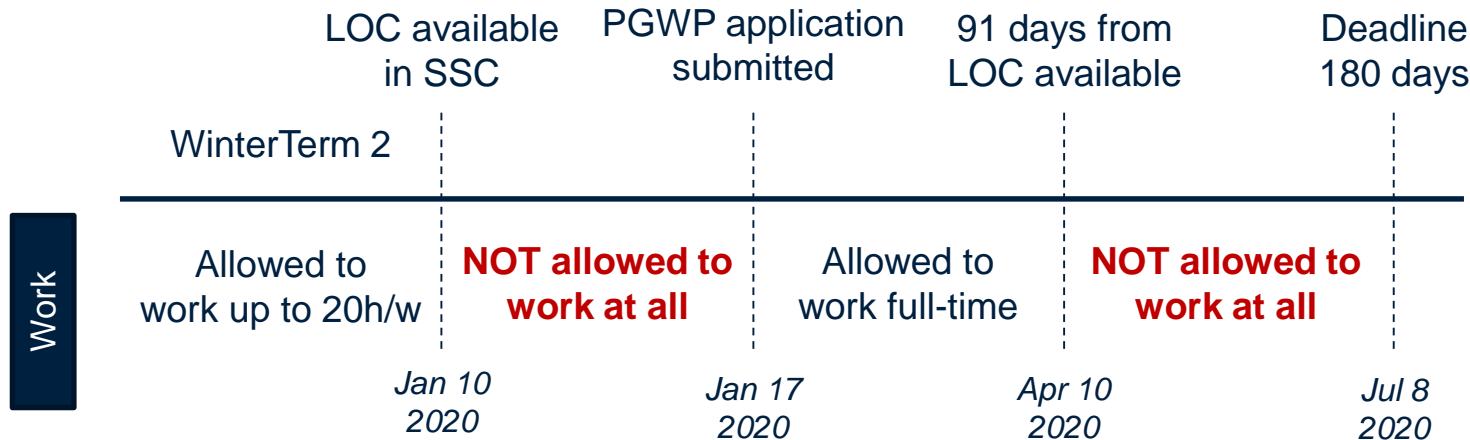 LOC available
in SSC
PGWP application
submitted
91 days from
LOC available
Deadline
180 days
WinterTerm 2
Work
Allowed to
work up to 20h/w
NOT allowed to
work at all
Allowed to
work full-time
NOT allowed to
work at all
Jan 10
2020
Jan 17
2020
Apr 10
2020
Jul 8
2020